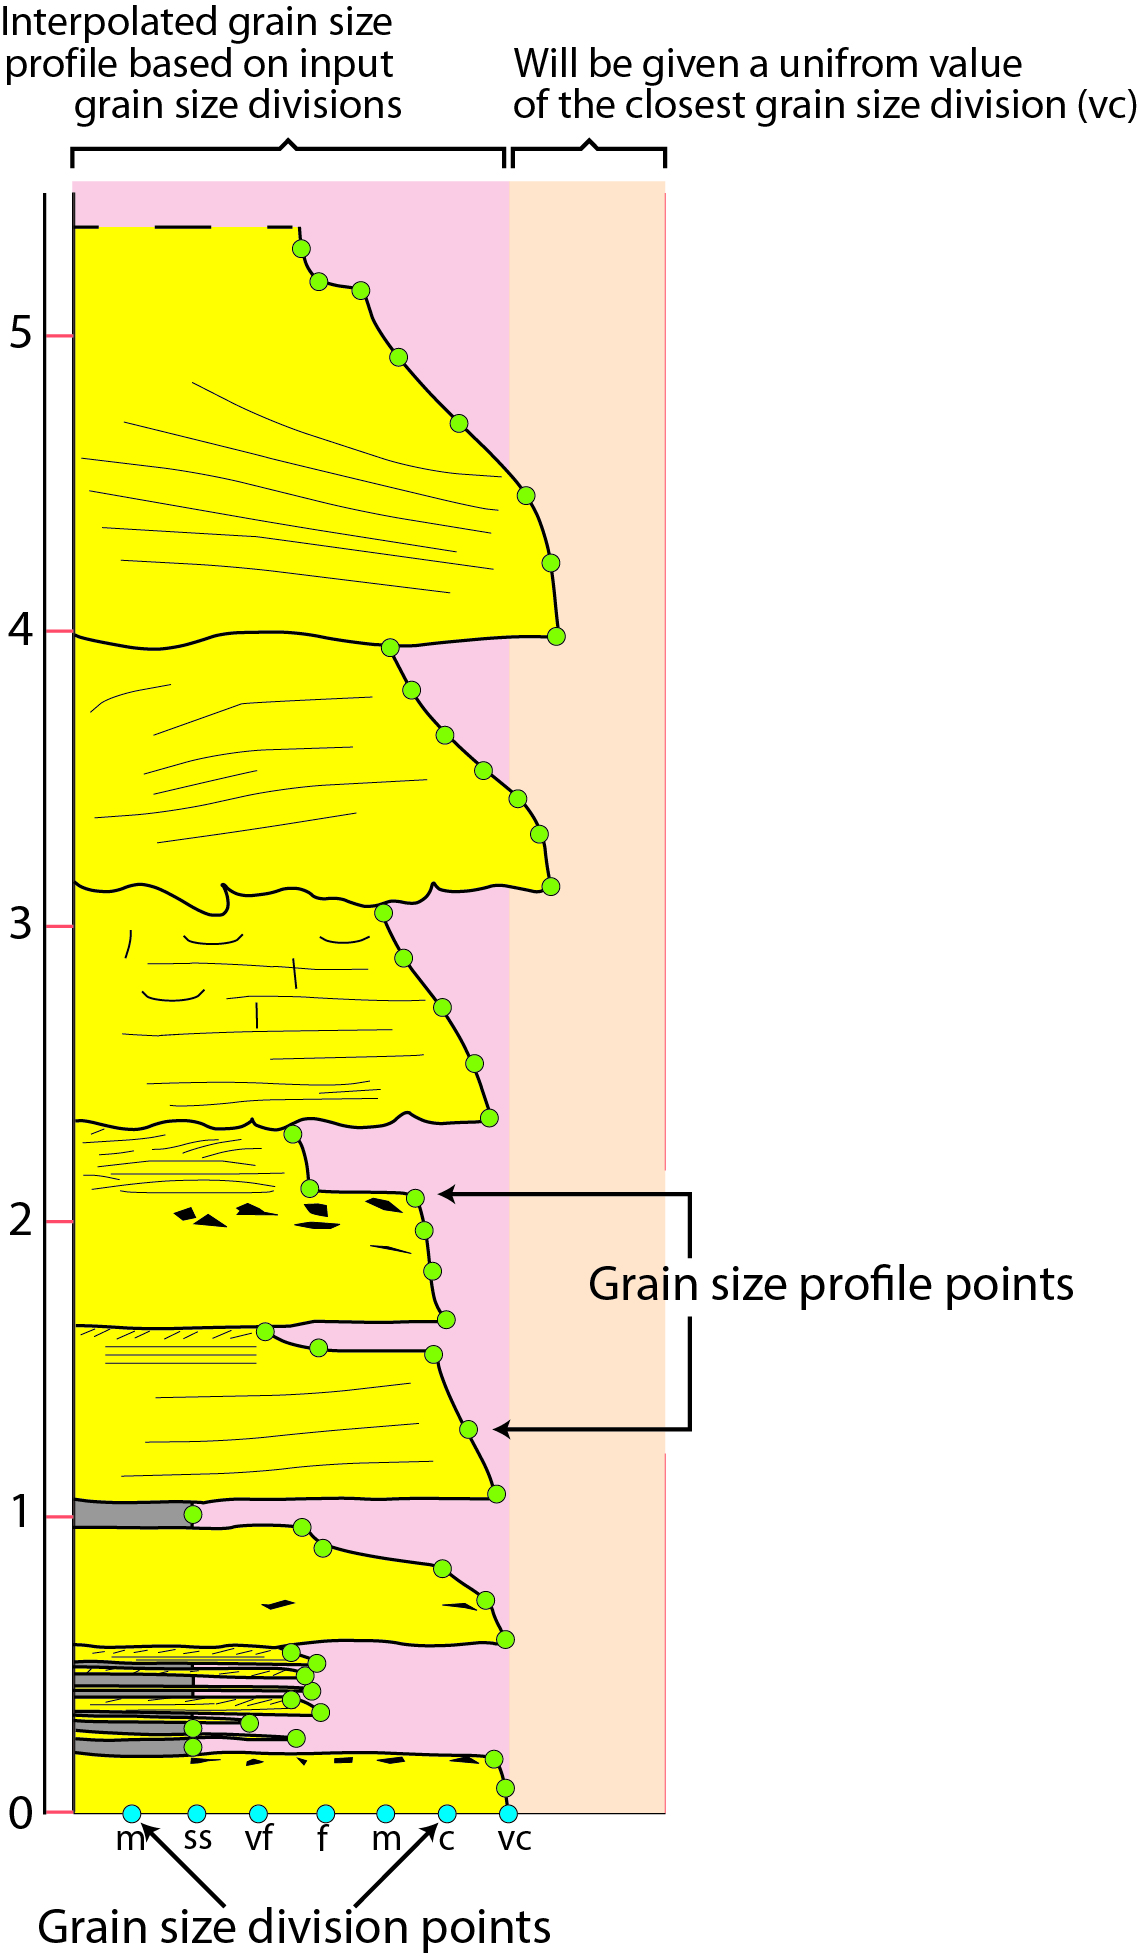 Interpolated grain size
profile based on input
grain size divisions
Will be given a unifrom value
of the closest grain size division (vc)
5
4
3
2
Grain size profile points
1
0
m ss vf f m c vc
Grain size division points